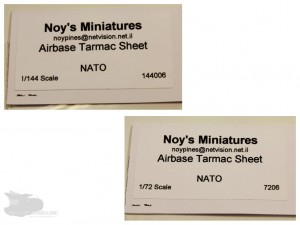 Noy's Miniatures
noypines@netvision.net.il
Airbase Tarmac Sheet
NATO
1/144 Scale 144006
Noy's Miniatures
noypines@netvision.net.il
Airbase Tarmac Sheet
NATO
1/72 Scale 7206